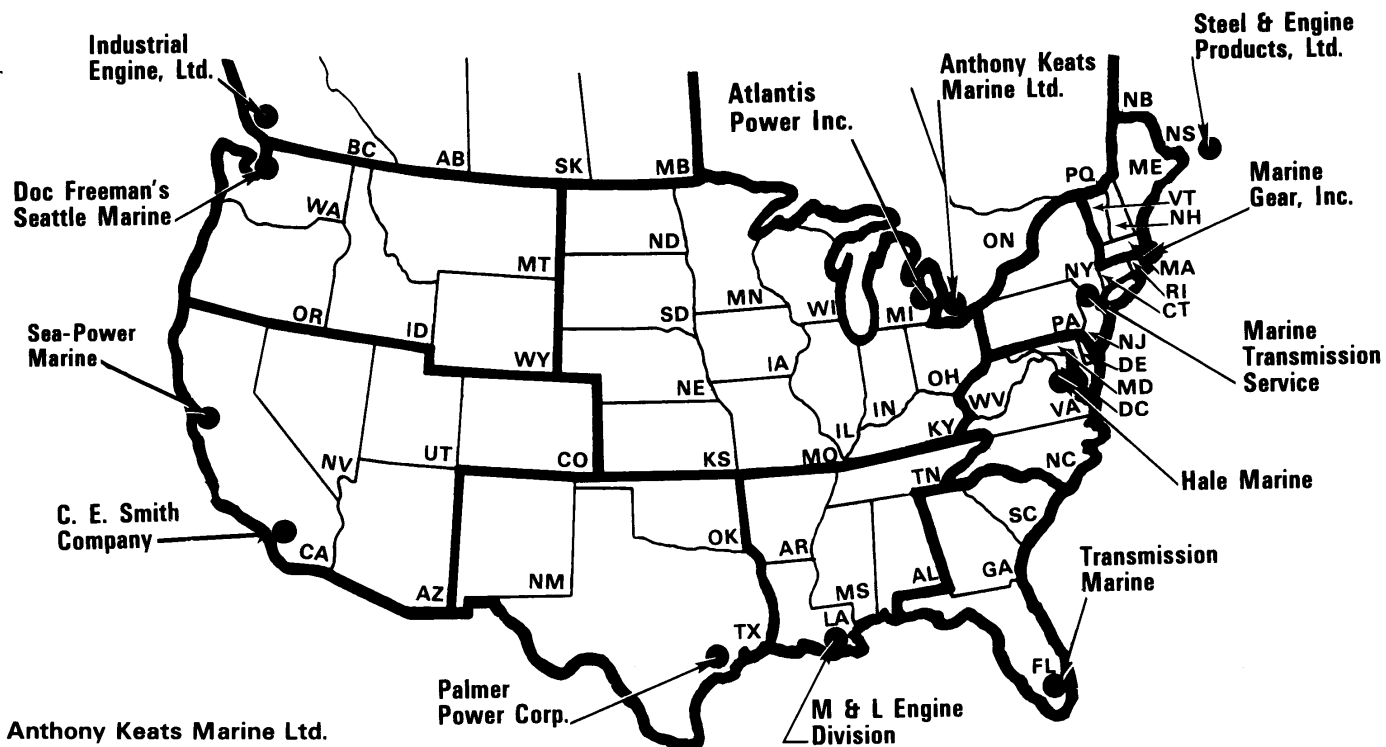 Industrial
Engine, Ltd.
Steel & Engine
Products, Ltd.
Anthony Keats
Marine Ltd.
Atlantis
Power Inc.
Doc Freeman's
Seattle Marine
Marine
Gear, Inc.
Sea-Power
Marine
Marine
Transmission
Service
C. E. Smith
Company
Hale Marine
Transmission
Marine
Palmer
Power Corp.
M & L Engine
Division
BC
AB
SK
MB
ON
PQ
NB
NS
ME
VT
NH
MA
RI
CT
NY
PA
NJ
DE
MD
DC
WA
MT
ND
MN
WI
MI
OR
ID
WY
SD
IA
NE
IL
IN
OH
WV
VA
KY
NV
UT
CO
KS
MO
TN
NC
SC
CA
AZ
NM
OK
AR
MS
AL
GA
TX
LA
FL
Anthony Keats Marine Ltd.